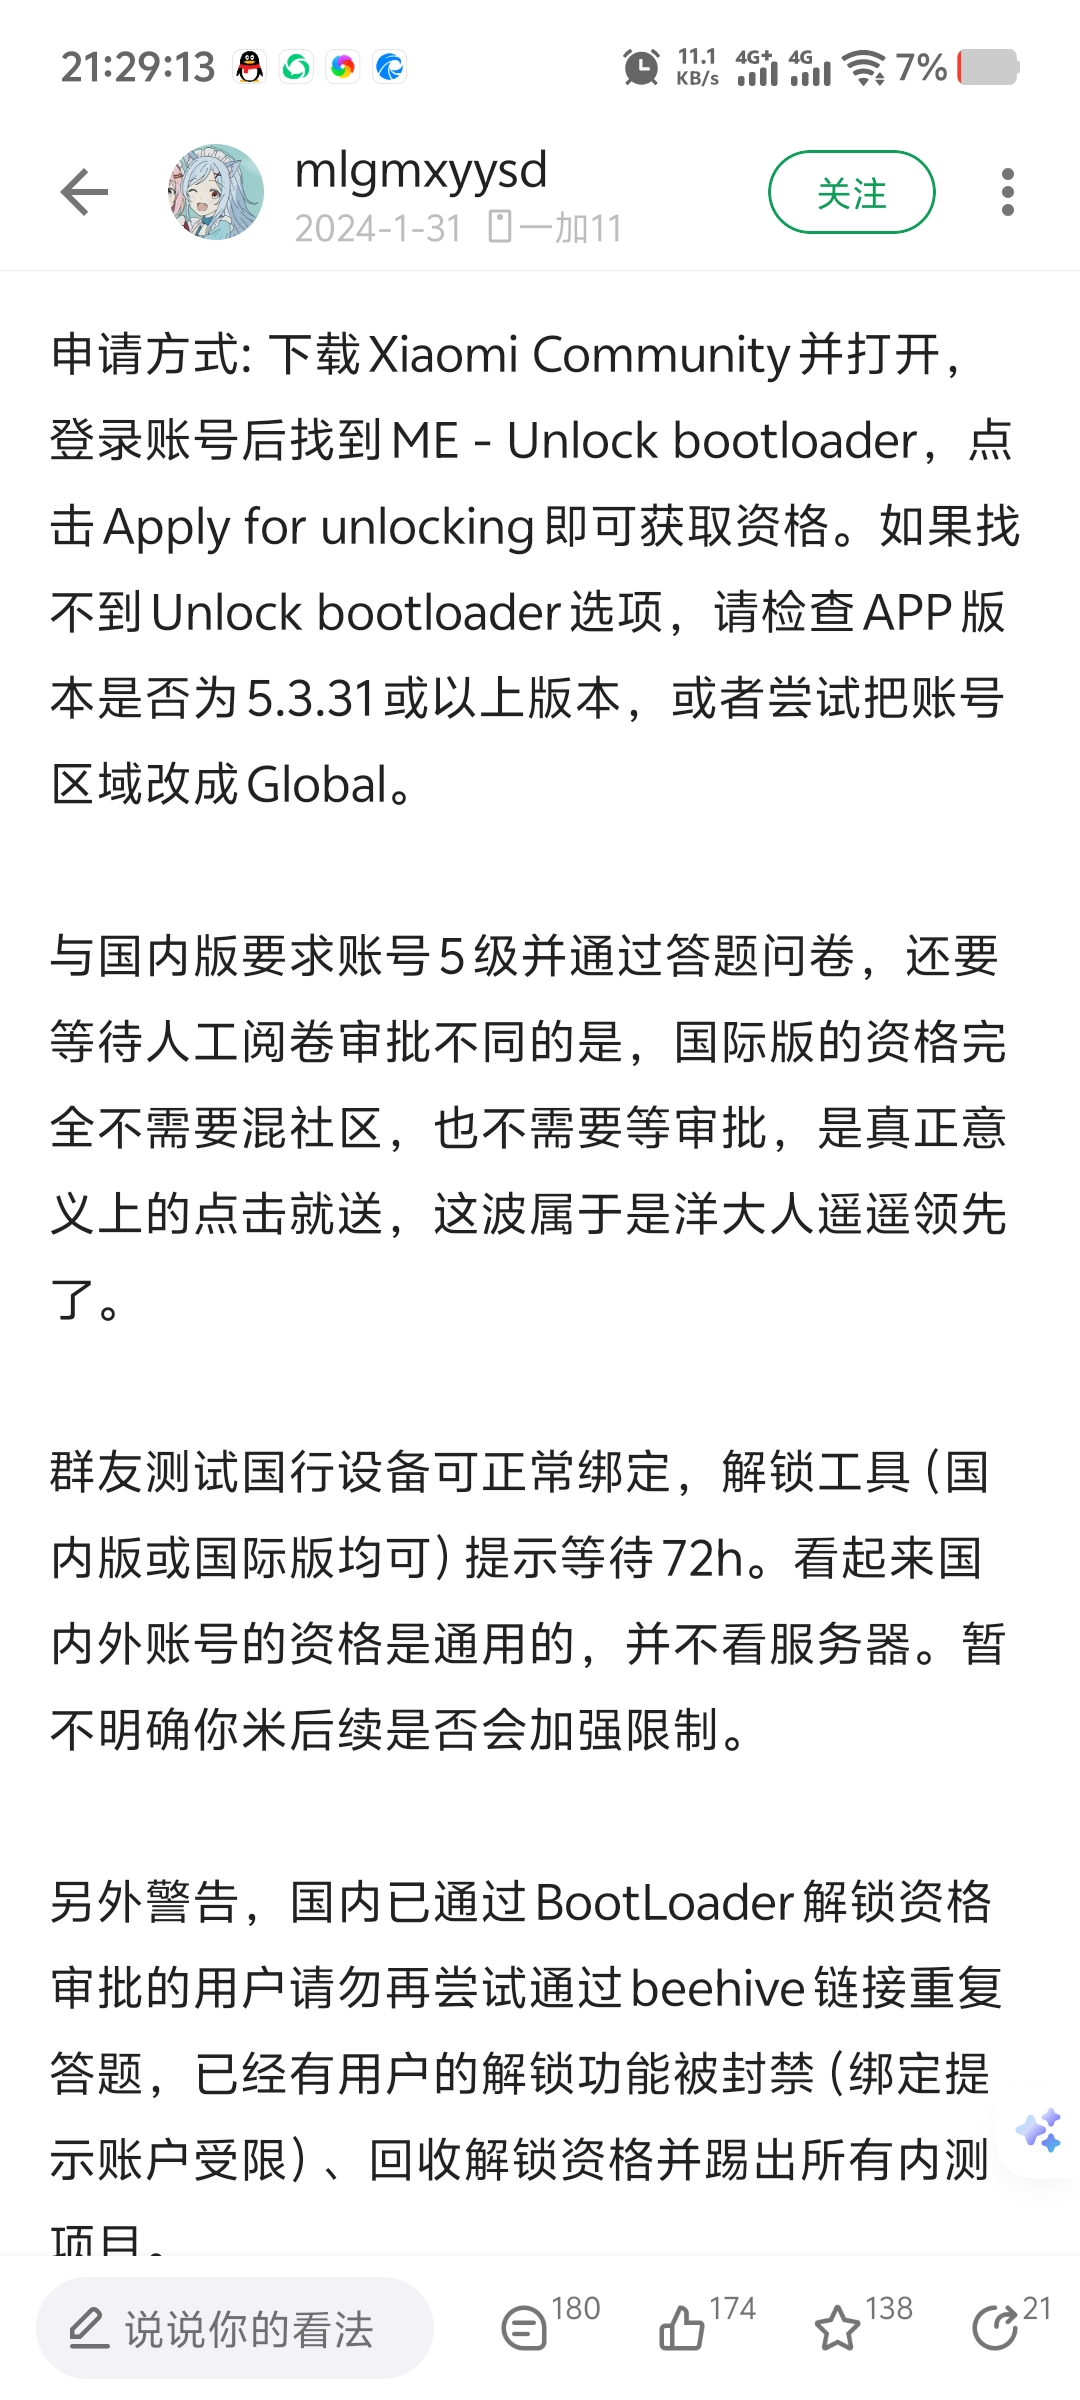 21:29:13 11.1 KB/s 4G+ 4G 7%
mlgmxyysd
2024-1-31 一加11
关注
申请方式: 下载Xiaomi Community并打开，
登录账号后找到ME - Unlock bootloader，点
击Apply for unlocking即可获取资格。如果找
不到Unlock bootloader选项，请检查APP版
本是否为5.3.31或以上版本，或者尝试把账号
区域改成Global。
与国内版要求账号5级并通过答题问卷，还要
等待人工阅卷审批不同的是，国际版的资格完
全不需要混社区，也不需要等审批，是真正意
义上的点击就送，这波属于是洋大人遥遥领先
了。
群友测试国行设备可正常绑定，解锁工具(国
内版或国际版均可)提示等待72h。看起来国
内外账号的资格是通用的，并不看服务器。暂
不明确你米后续是否会加强限制。
另外警告，国内已通过BootLoader解锁资格
审批的用户请勿再尝试通过beehive链接重复
答题，已经有用户的解锁功能被封禁(绑定提
示账户受限)、回收解锁资格并踢出所有内测
项目。
说说你的看法 180 174 138 21